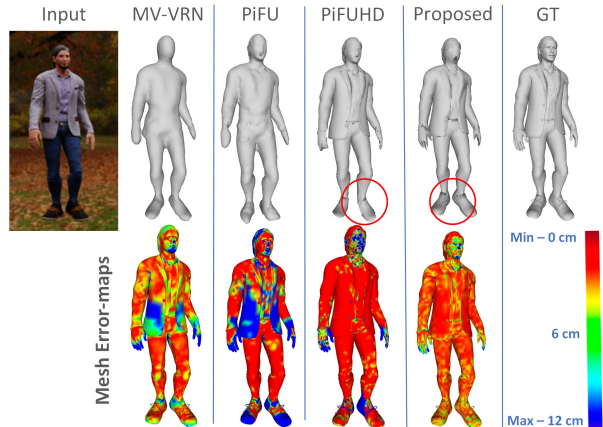 Input MV-VRN PiFU PiFUHD Proposed GT
Mesh Error-maps
Min – 0 cm
6 cm
Max – 12 cm